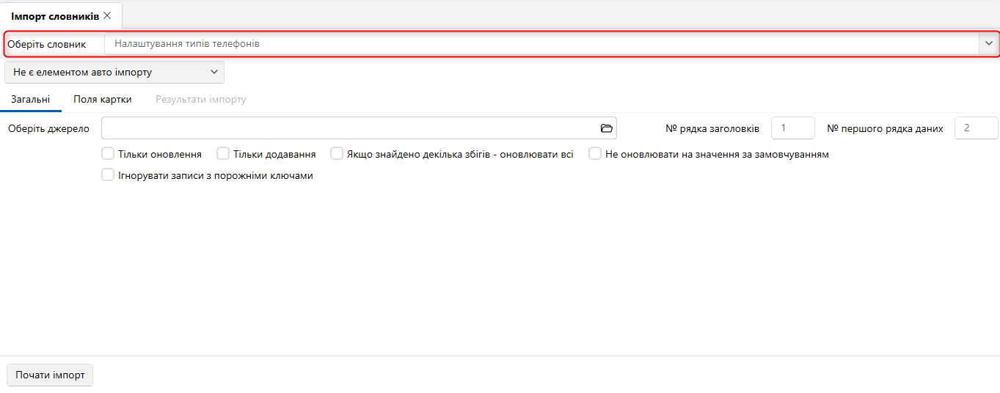 Імпорт словників
Оберіть словник Налаштування типів телефонів
Не є елементом авто імпорту
Загальні Поля картки Результати імпорту
Оберіть джерело № рядка заголовків 1 № першого рядка даних 2
Тільки оновлення Тільки додавання Якщо знайдено декілька збігів - оновлювати всі Не оновлювати на значення за замовчуванням
Ігнорувати записи з порожніми ключами
Почати імпорт